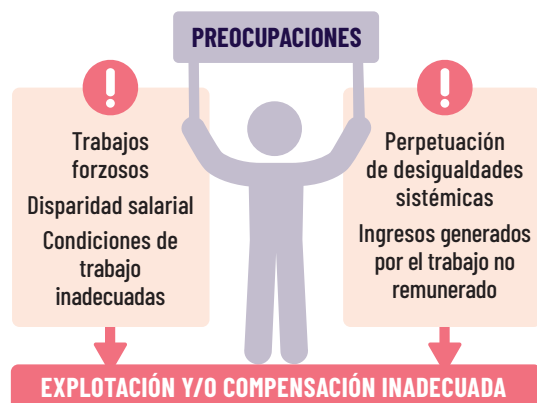 PREOCUPACIONES
Trabajos
forzosos
Disparidad salarial
Condiciones de
trabajo
inadecuadas
Perpetuación
de desigualdades
sistémicas
Ingresos generados
por el trabajo no
remunerado
EXPLOTACIÓN Y/O COMPENSACIÓN INADECUADA